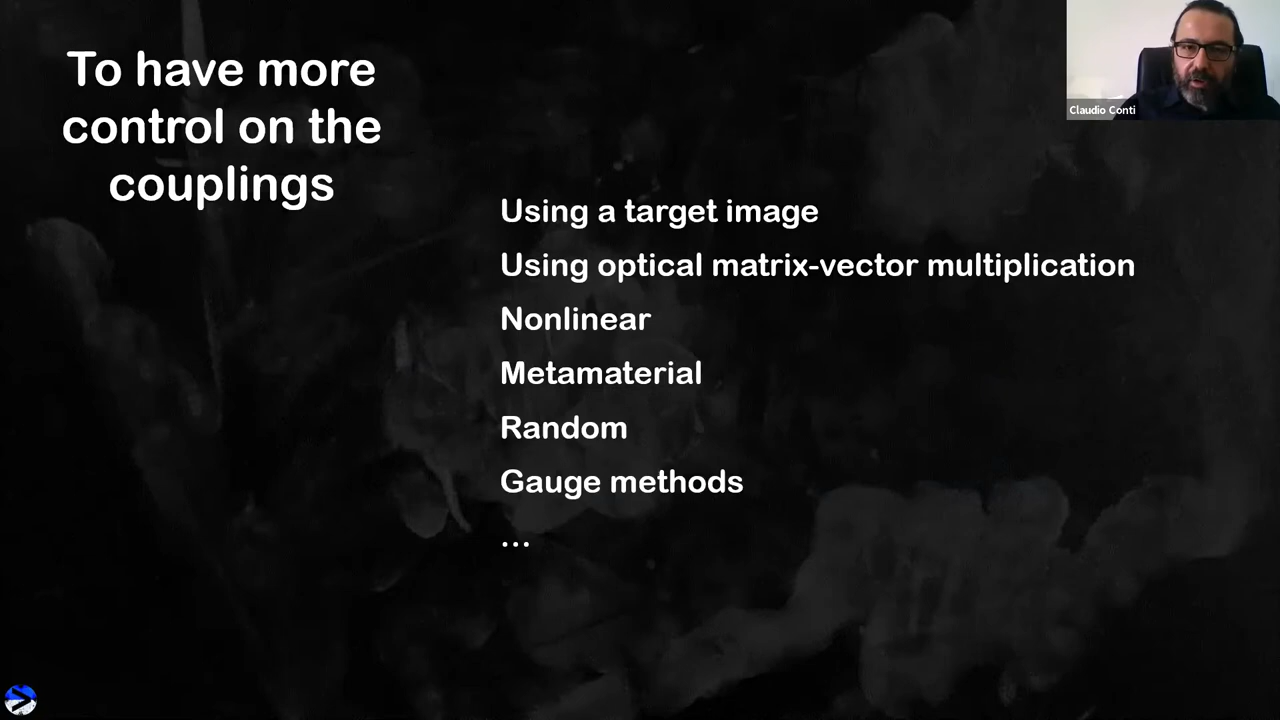 To have more
control on the
couplings
Claudio Conti
Using a target image
Using optical matrix-vector multiplication
Nonlinear
Metamaterial
Random
Gauge methods
...